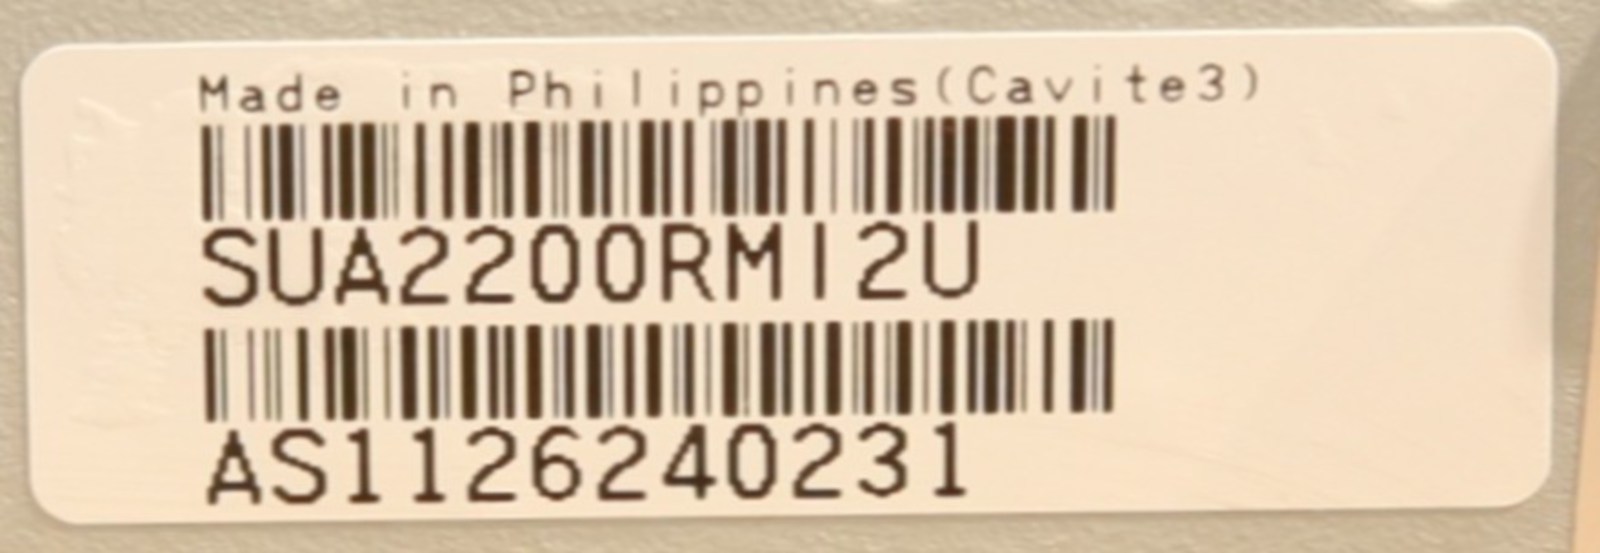 Made in Philippines(Cavite3)
SUA2200RMI2U
AS1126240231